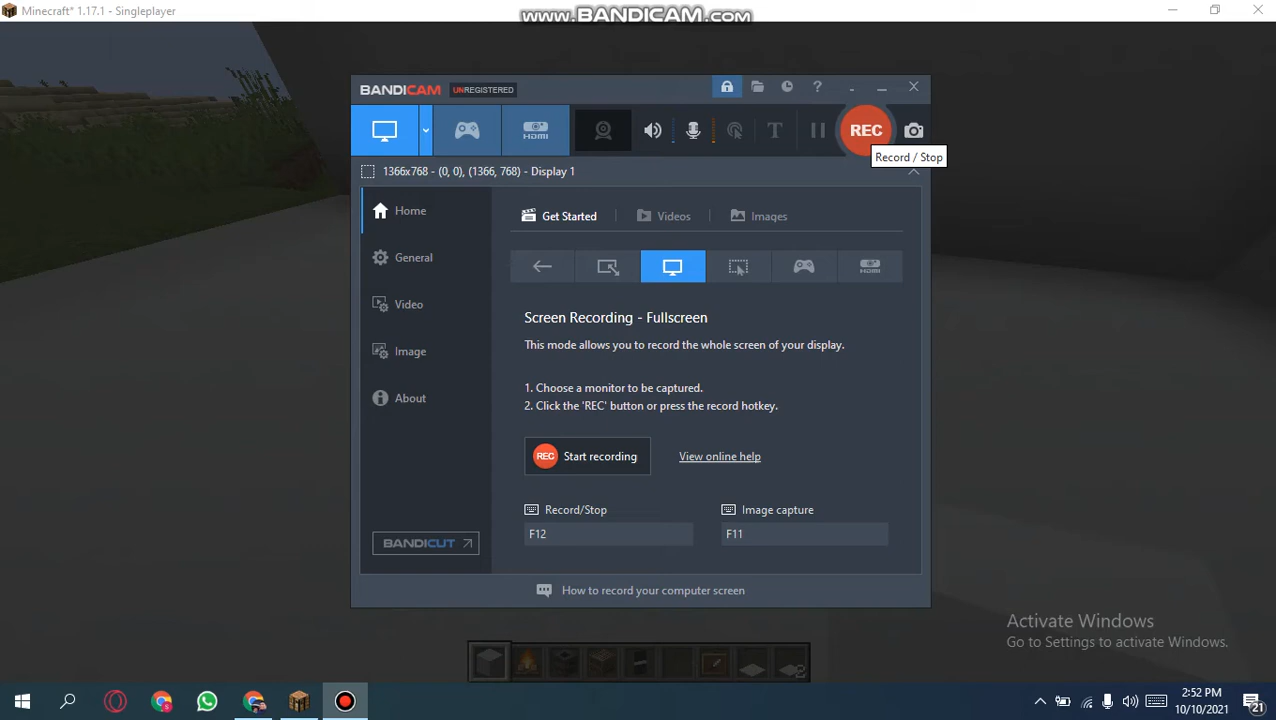 Minecraft* 1.17.1 - Singleplayer
www.BANDICAM.com
BANDICAM UNREGISTERED
?
HDMI
T
REC
Record / Stop
1366x768 - (0, 0), (1366, 768) - Display 1
Home
General
Video
Image
About
BANDICUT
Get Started
Videos
Images
HDMI
Screen Recording - Fullscreen
This mode allows you to record the whole screen of your display.
1. Choose a monitor to be captured.
2. Click the 'REC' button or press the record hotkey.
REC Start recording
View online help
Record/Stop
Image capture
F12
F11
How to record your computer screen
2
Activate Windows
Go to Settings to activate Windows.
2:52 PM
10/10/2021
21